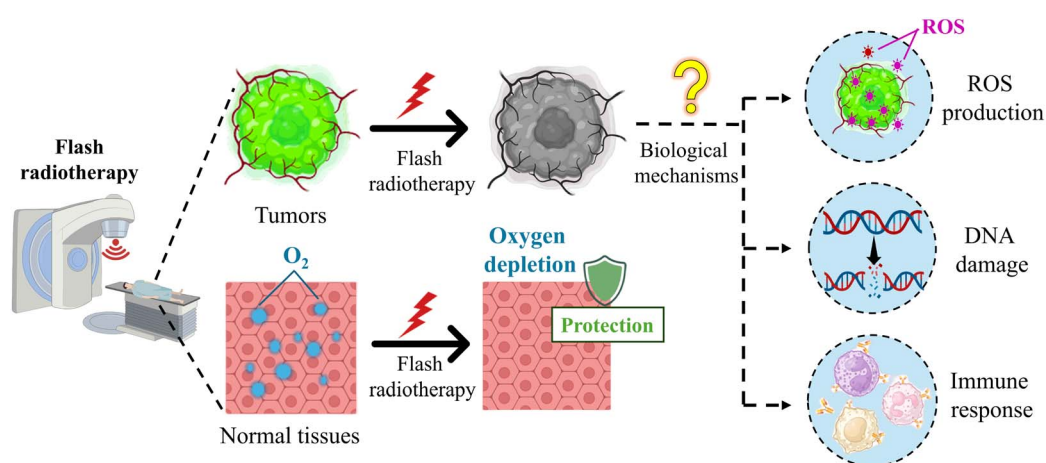 Flash
radiotherapy
Tumors
Flash
radiotherapy
Biological
mechanisms
?
O₂
Normal tissues
Flash
radiotherapy
Oxygen
depletion
Protection
ROS
ROS
production
DNA
damage
Immune
response